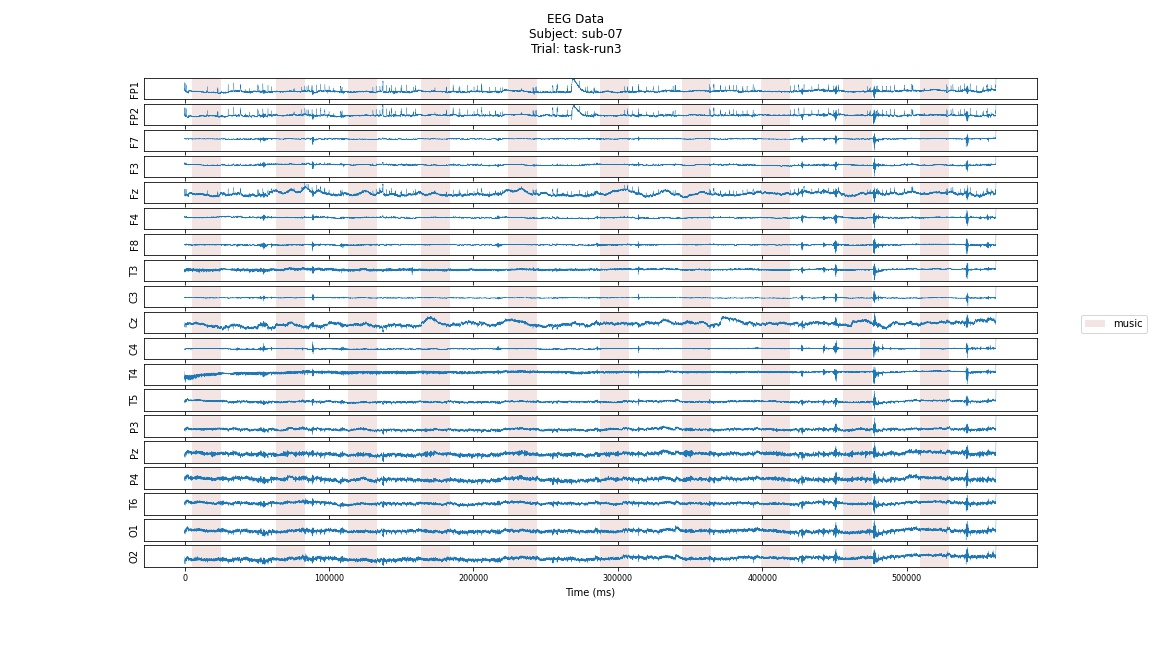 EEG Data
Subject: sub-07
Trial: task-run3
FP1
FP2
F7
F3
Fz
F4
F8
T3
C3
Cz
C4
T4
T5
P3
Pz
P4
T6
O1
O2
music
0 100000 200000 300000 400000 500000
Time (ms)